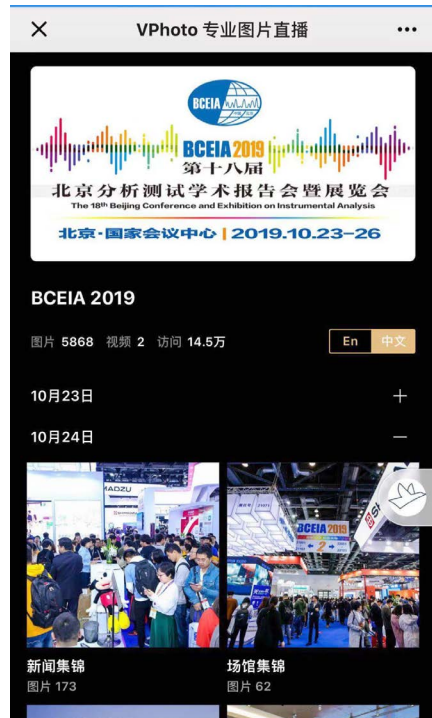 VPhoto 专业图片直播
BCEIA
BCEIA 2019
第十八届
北京分析测试学术报告会暨展览会
The 18th Beijing Conference and Exhibition on Instrumental Analysis
北京·国家会议中心 | 2019.10.23-26
BCEIA 2019
图片 5868 视频 2 访问 14.5万
En 中文
10月23日
10月24日
MADZU
BCEIA 2019
2
新闻集锦
场馆集锦
图片 173
图片 62